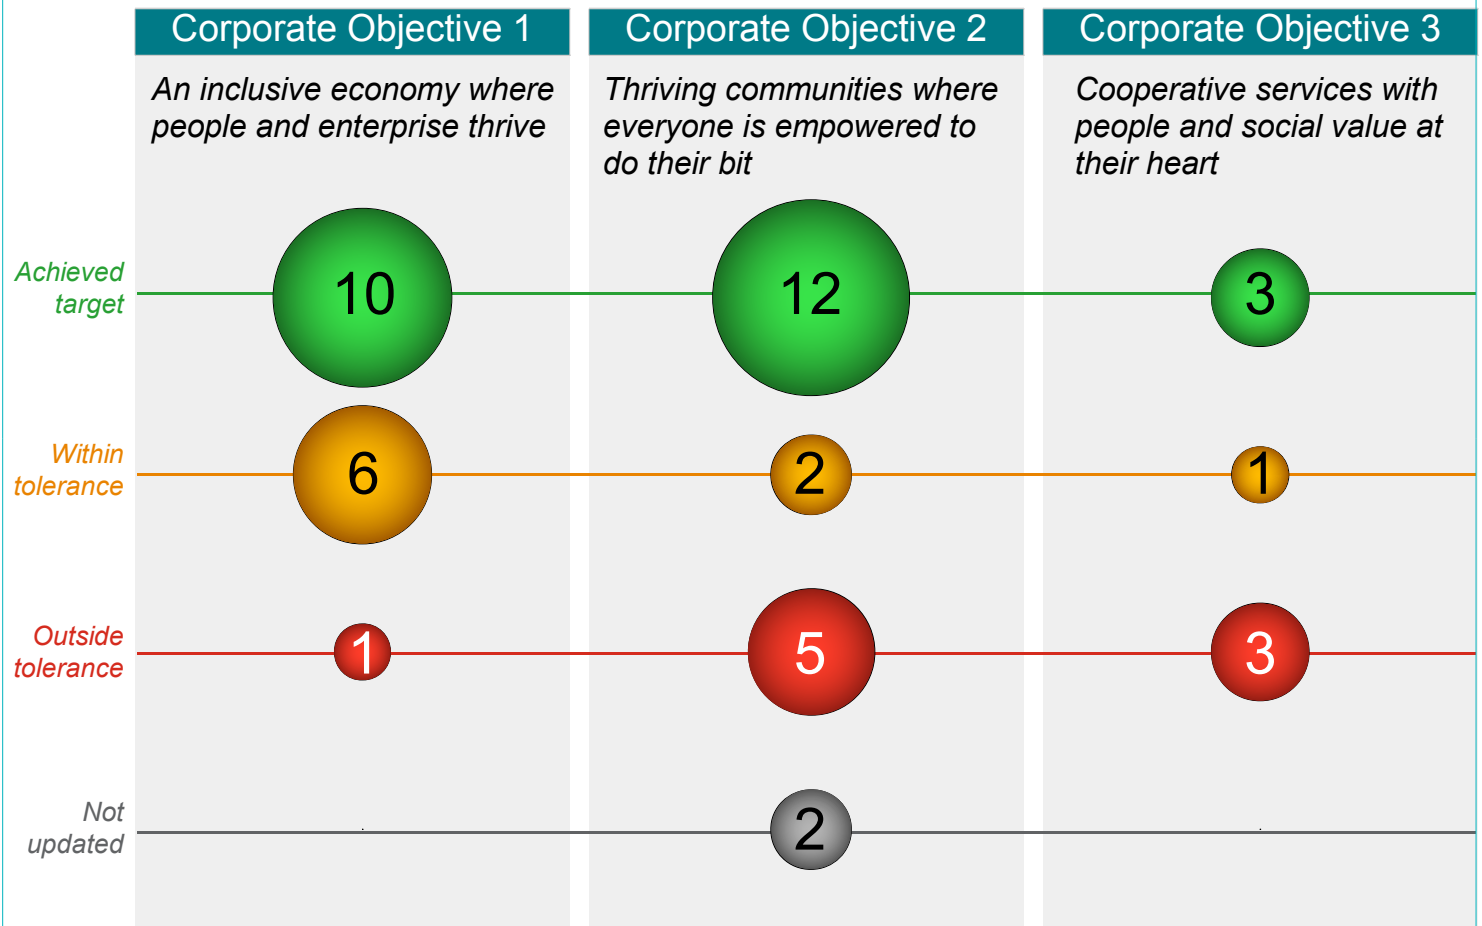 Corporate Objective 1
Corporate Objective 2
Corporate Objective 3
An inclusive economy where
people and enterprise thrive
Thriving communities where
everyone is empowered to
do their bit
Cooperative services with
people and social value at
their heart
Achieved
target
10
12
3
Within
tolerance
6
2
1
Outside
tolerance
1
5
3
Not
updated
2